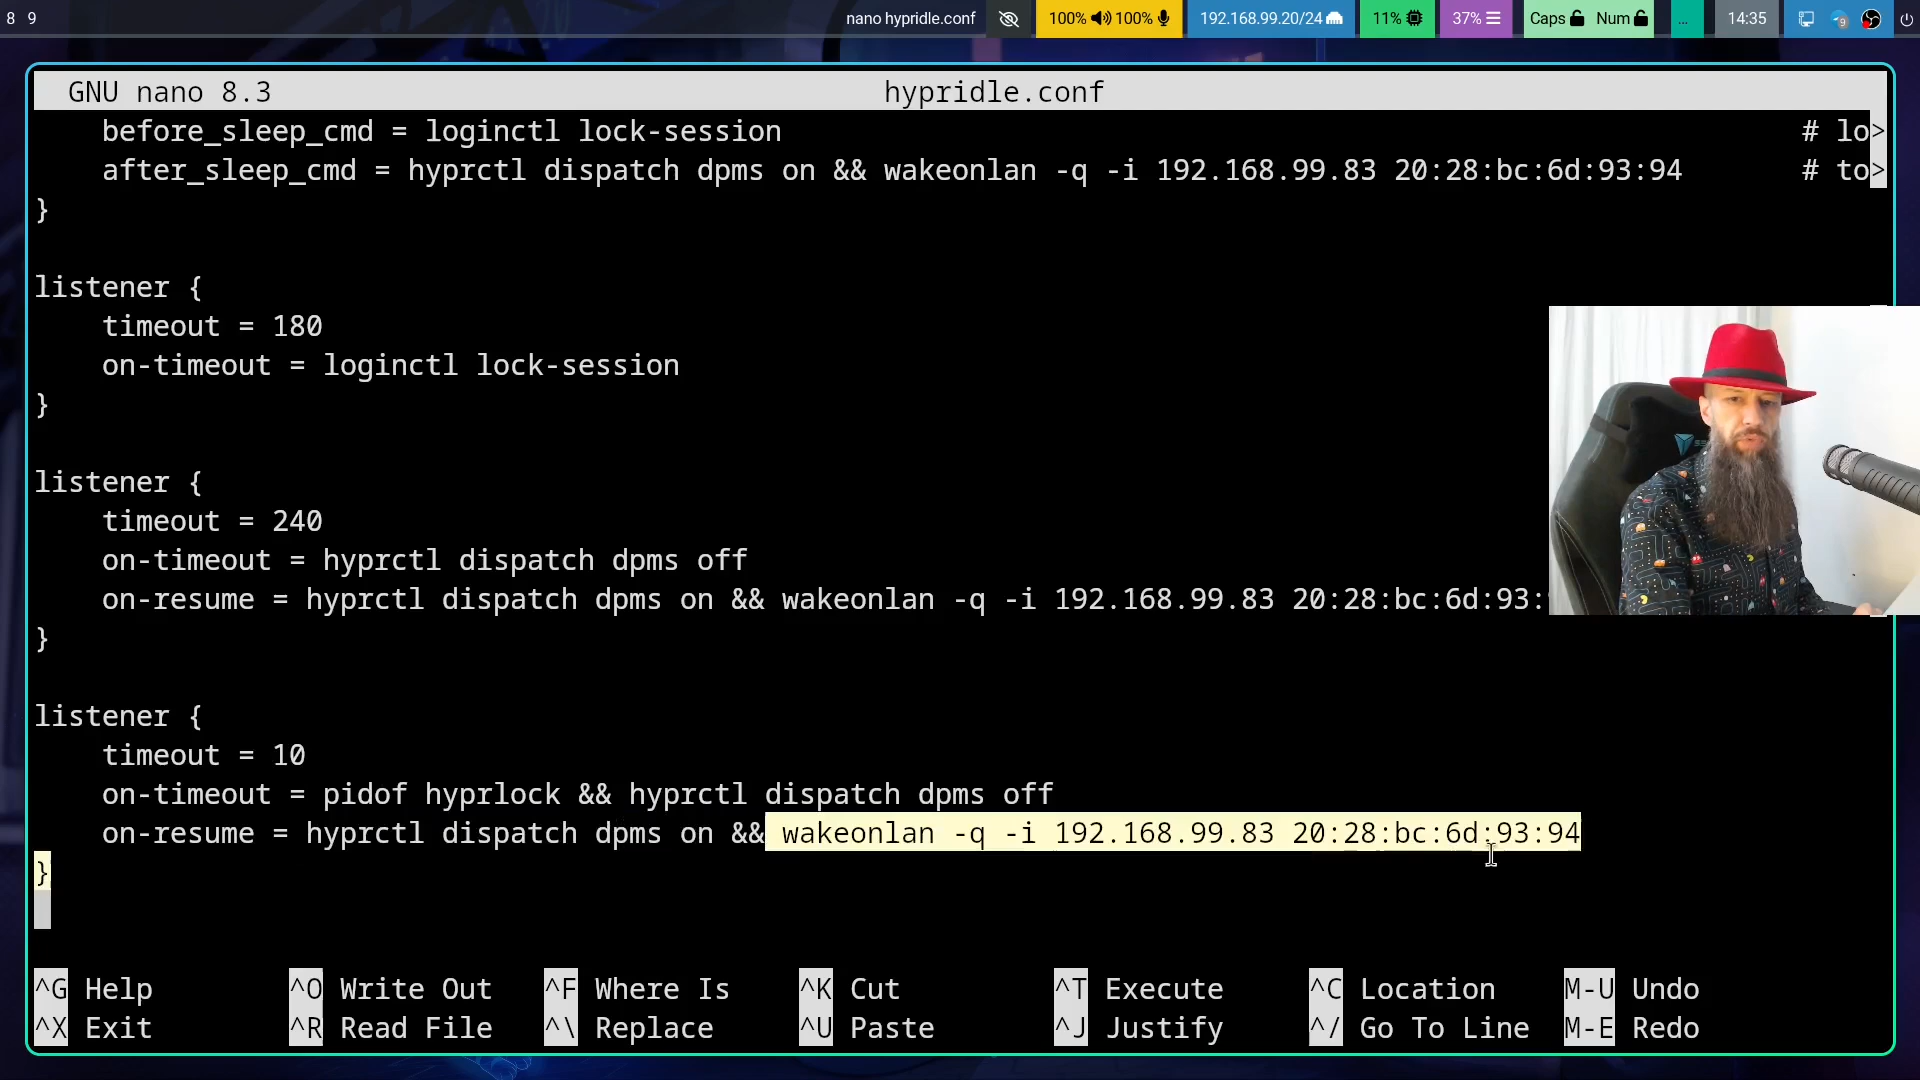 8 9 nano hypridle.conf 100% 100% 192.168.99.20/24 11% 37% Caps Num ... 14:35 9
GNU nano 8.3 hypridle.conf
before_sleep_cmd = loginctl lock-session # lo>
after_sleep_cmd = hyprctl dispatch dpms on && wakeonlan -q -i 192.168.99.83 20:28:bc:6d:93:94 # to>
}
listener {
timeout = 180
on-timeout = loginctl lock-session
}
listener {
timeout = 240
on-timeout = hyprctl dispatch dpms off
on-resume = hyprctl dispatch dpms on && wakeonlan -q -i 192.168.99.83 20:28:bc:6d:93:
}
listener {
timeout = 10
on-timeout = pidof hyprlock && hyprctl dispatch dpms off
on-resume = hyprctl dispatch dpms on && wakeonlan -q -i 192.168.99.83 20:28:bc:6d:93:94
}
^G Help ^O Write Out ^F Where Is ^K Cut ^T Execute ^C Location M-U Undo
^X Exit ^R Read File ^\ Replace ^U Paste ^J Justify ^/ Go To Line M-E Redo